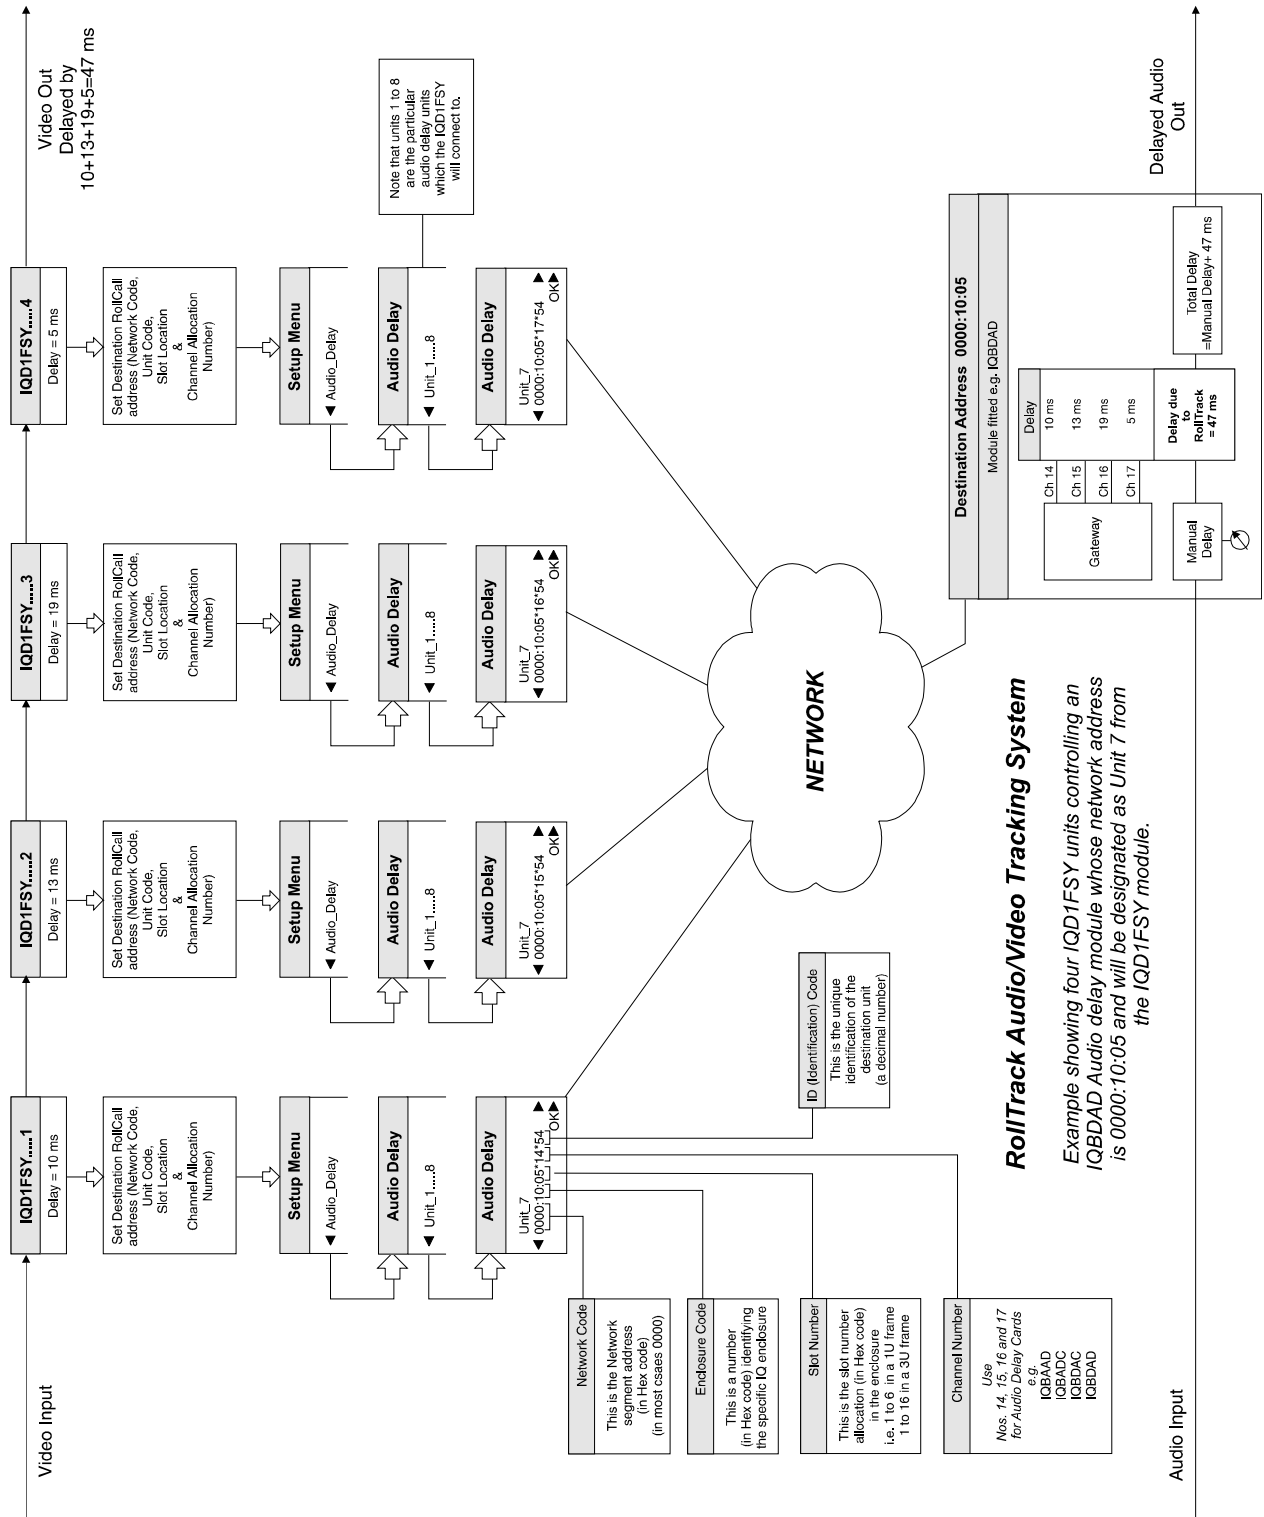 Video Input
Video Out
Delayed by
10+13+19+5=47 ms
IQD1FSY.....1
Delay = 10 ms
Set Destination RollCall
address (Network Code,
Unit Code,
Slot Location
&
Channel Allocation
Number)
Setup Menu
◀ Audio_Delay
Audio Delay
◀ Unit_1.....8
Audio Delay
Unit_7
◀ 0000:10:05*14*54 ▶
OK▶
IQD1FSY.....2
Delay = 13 ms
Set Destination RollCall
address (Network Code,
Unit Code,
Slot Location
&
Channel Allocation
Number)
Setup Menu
◀ Audio_Delay
Audio Delay
◀ Unit_1.....8
Audio Delay
Unit_7
◀ 0000:10:05*15*54 ▶
OK▶
IQD1FSY.....3
Delay = 19 ms
Set Destination RollCall
address (Network Code,
Unit Code,
Slot Location
&
Channel Allocation
Number)
Setup Menu
◀ Audio_Delay
Audio Delay
◀ Unit_1.....8
Audio Delay
Unit_7
◀ 0000:10:05*16*54 ▶
OK▶
IQD1FSY.....4
Delay = 5 ms
Set Destination RollCall
address (Network Code,
Unit Code,
Slot Location
&
Channel Allocation
Number)
Setup Menu
◀ Audio_Delay
Audio Delay
◀ Unit_1.....8
Audio Delay
Unit_7
◀ 0000:10:05*17*54 ▶
OK▶
Note that units 1 to 8
are the particular
audio delay units
which the IQD1FSY
will connect to.
Network Code
This is the Network
segment address
(in Hex code)
(in most csaes 0000)
Enclosure Code
This is a number
(in Hex code) identifying
the specific IQ enclosure
Slot Number
This is the slot number
allocation (in Hex code)
in the enclosure
i.e. 1 to 6 in a 1U frame
1 to 16 in a 3U frame
Channel Number
Use
Nos. 14, 15, 16 and 17
for Audio Delay Cards
e.g.
IQBAAD
IQBADC
IQBDAC
IQBDAD
ID (Identification) Code
This is the unique
identification of the
destination unit
(a decimal number)
NETWORK
RollTrack Audio/Video Tracking System
Example showing four IQD1FSY units controlling an
IQBDAD Audio delay module whose network address
is 0000:10:05 and will be designated as Unit 7 from
the IQD1FSY module.
Destination Address 0000:10:05
Module fitted e.g. IQBDAD
Gateway
Delay
Ch 14
10 ms
Ch 15
13 ms
Ch 16
19 ms
Ch 17
5 ms
Manual
Delay
Delay due
to
RollTrack
= 47 ms
Total Delay
=Manual Delay+ 47 ms
Audio Input
Delayed Audio
Out